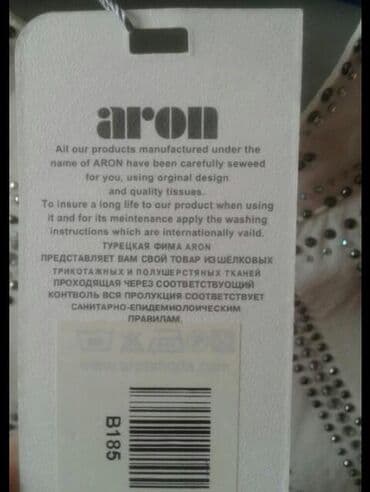 aron
All our products manufactured under the
name of ARON have been carefully seweed
for you, using orginal design
and quality tissues.
To insure a long life to our product when using
it and for its meintenance apply the washing
instructions which are internationally vaild.
ТУРЕЦКАЯ ФИМА ARON
ПРЕДСТАВЛЯЕТ ВАМ СВОЙ ТОВАР ИЗ ШЁЛКОВЫХ
ТРИКОТАЖНЫХ И ПОЛУШЕРСТЯНЫХ ТКАНЕЙ
ПРОХОДЯЩАЯ ЧЕРЕЗ СООТВЕТСТВУЮЩИЙ
КОНТРОЛЬ ВСЯ ПРОЛУКЦИЯ СООТВЕТСТВУЕТ
САНИТАРНО-ЕПИДЕМИОЛОИЧЕСКИМ
ПРАВИЛАМ.
B185